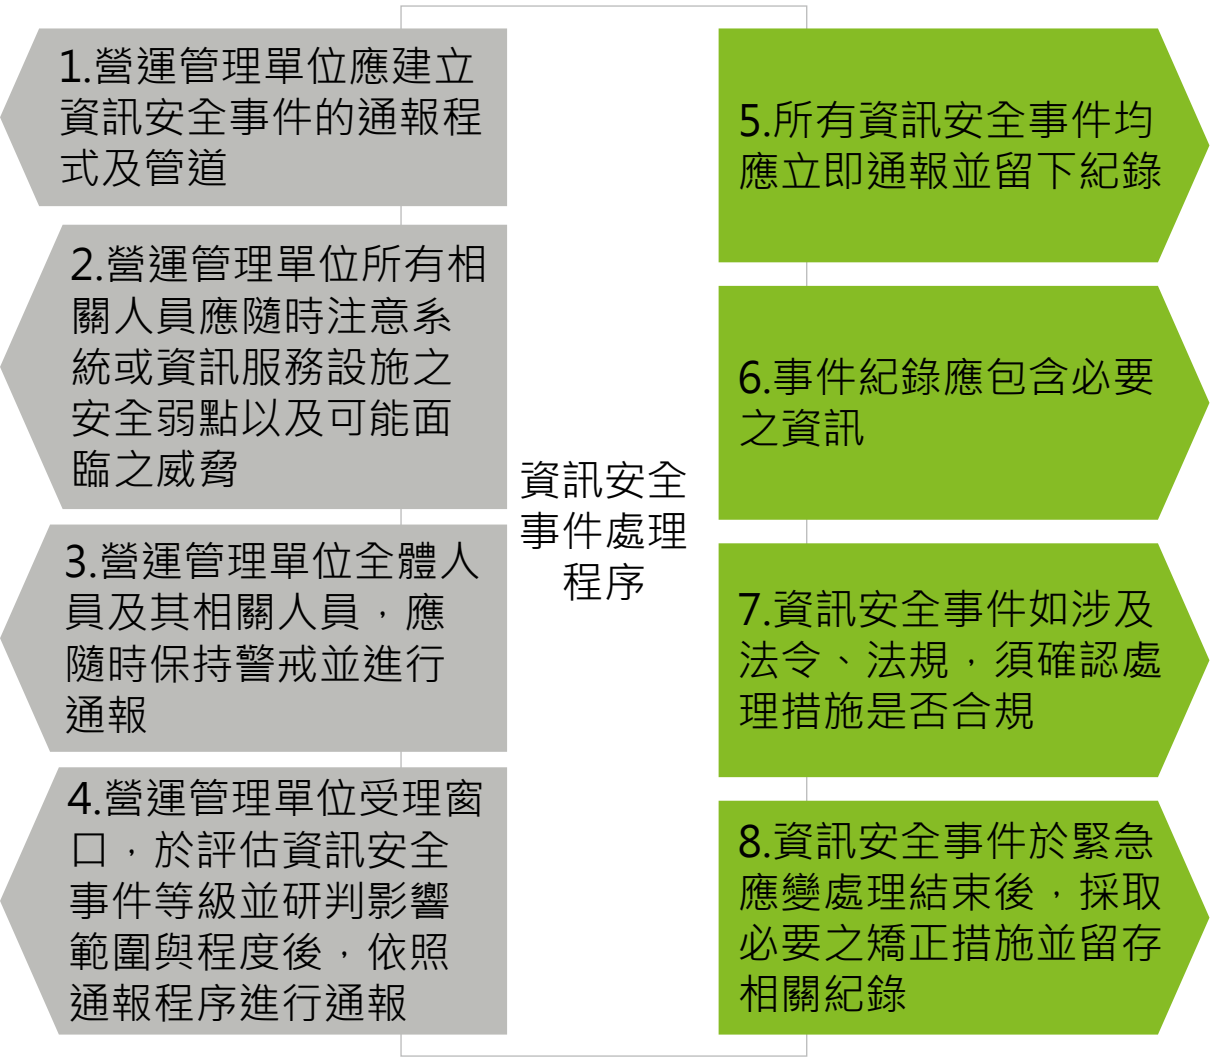 1.營運管理單位應建立
資訊安全事件的通報程
式及管道
2.營運管理單位所有相
關人員應隨時注意系
統或資訊服務設施之
安全弱點以及可能面
臨之威脅
3.營運管理單位全體人
員及其相關人員，應
隨時保持警戒並進行
通報
4.營運管理單位受理窗
口，於評估資訊安全
事件等級並研判影響
範圍與程度後，依照
通報程序進行通報
資訊安全
事件處理
程序
5.所有資訊安全事件均
應立即通報並留下紀錄
6.事件紀錄應包含必要
之資訊
7.資訊安全事件如涉及
法令、法規，須確認處
理措施是否合規
8.資訊安全事件於緊急
應變處理結束後，採取
必要之矯正措施並留存
相關紀錄